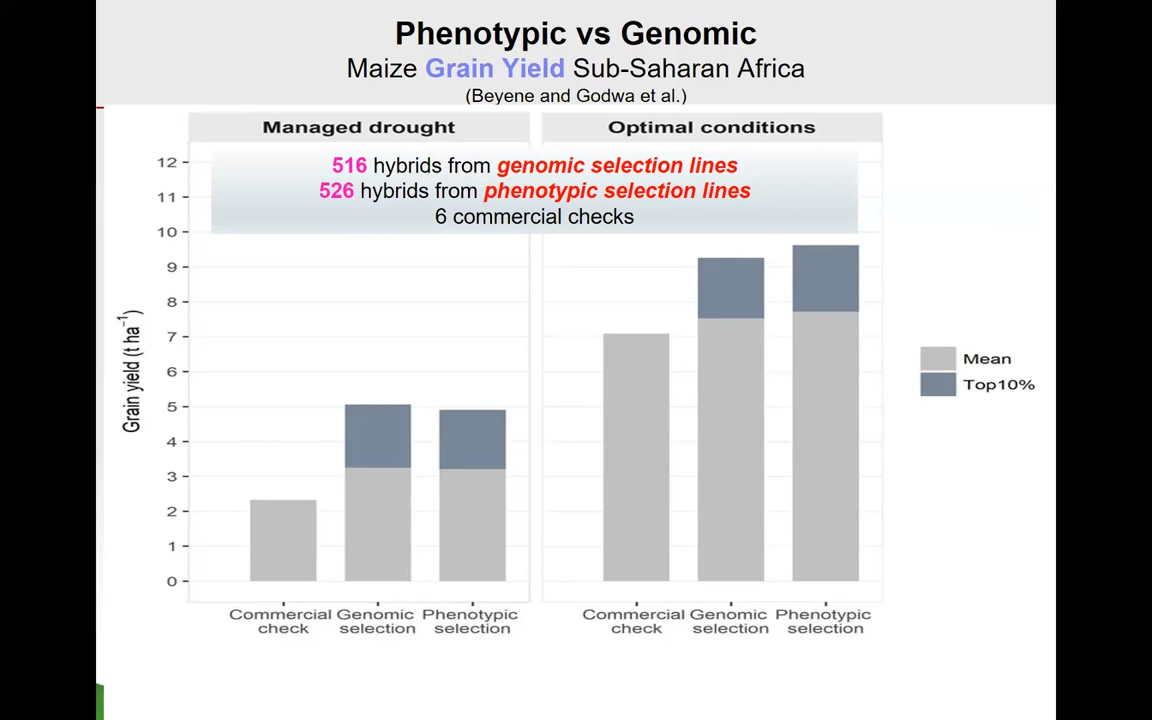 Phenotypic vs Genomic
Maize Grain Yield Sub-Saharan Africa
(Beyene and Godwa et al.)
Managed drought
Optimal conditions
516 hybrids from genomic selection lines
526 hybrids from phenotypic selection lines
6 commercial checks
Grain yield (t ha⁻¹)
12
11
10
9
8
7
6
5
4
3
2
1
0
Commercial check
Genomic selection
Phenotypic selection
Commercial check
Genomic selection
Phenotypic selection
Mean
Top10%